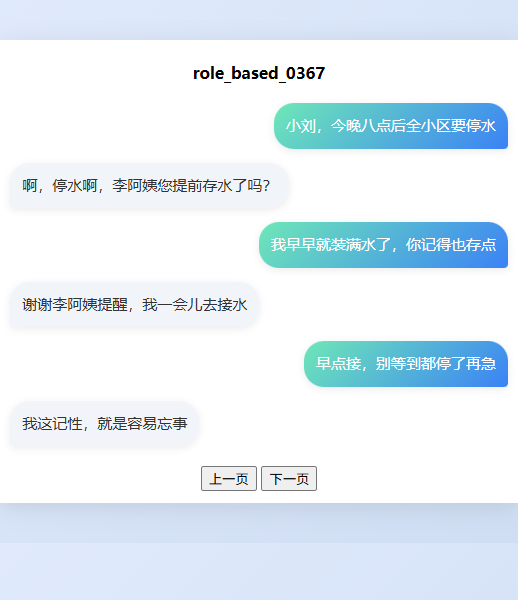 role_based_0367
小刘，今晚八点后全小区要停水
啊，停水啊，李阿姨您提前存水了吗？
我早早就装满水了，你记得也存点
谢谢李阿姨提醒，我一会儿去接水
早点接，别等到都停了再急
我这记性，就是容易忘事
上一页 下一页